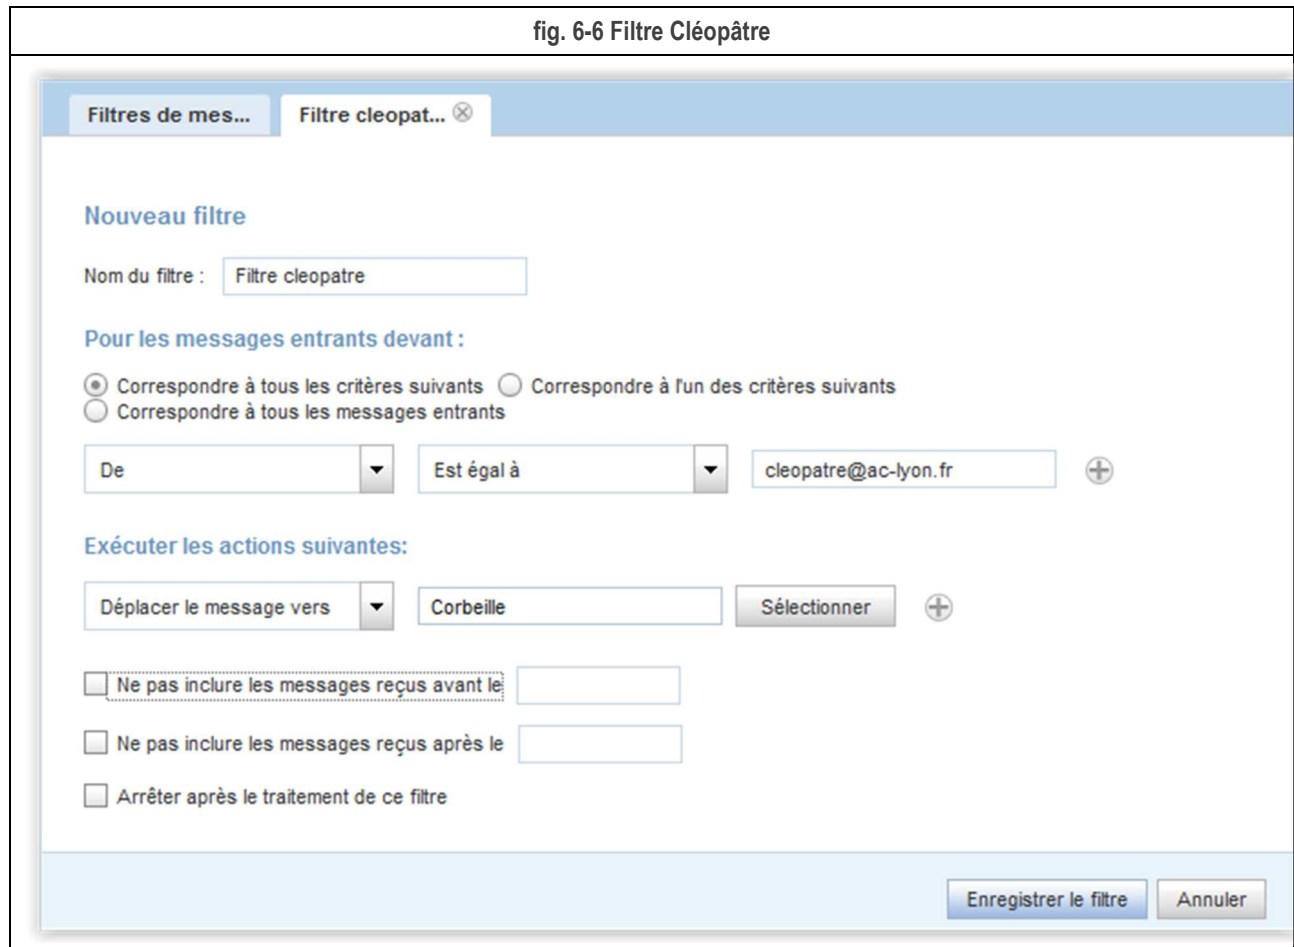 fig. 6-6 Filtre Cléopâtre
Filtres de mes... Filtre cleopat...
Nouveau filtre
Nom du filtre : Filtre cleopatre
Pour les messages entrants devant :
Correspondre à tous les critères suivants Correspondre à l'un des critères suivants
Correspondre à tous les messages entrants
De Est égal à cleopatre@ac-lyon.fr
Exécuter les actions suivantes:
Déplacer le message vers Corbeille Sélectionner
Ne pas inclure les messages reçus avant le
Ne pas inclure les messages reçus après le
Arrêter après le traitement de ce filtre
Enregistrer le filtre Annuler